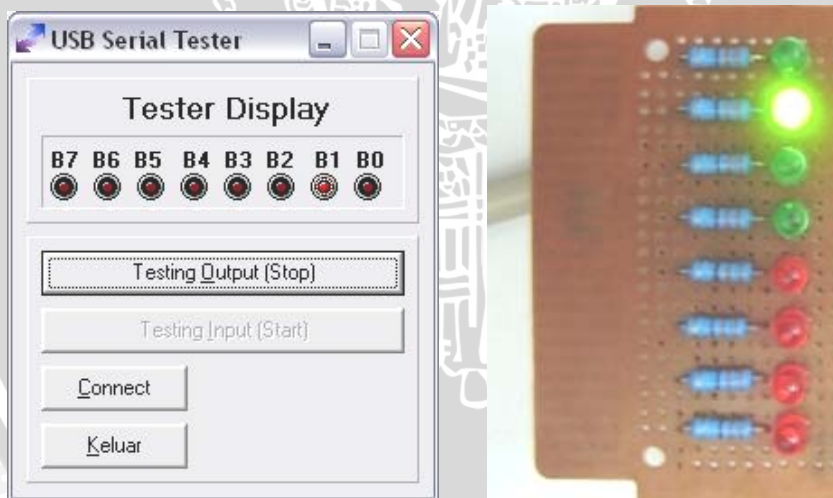 USB Serial Tester
Tester Display
B7 B6 B5 B4 B3 B2 B1 B0
Testing Output (Stop)
Testing Input (Start)
Connect
Keluar